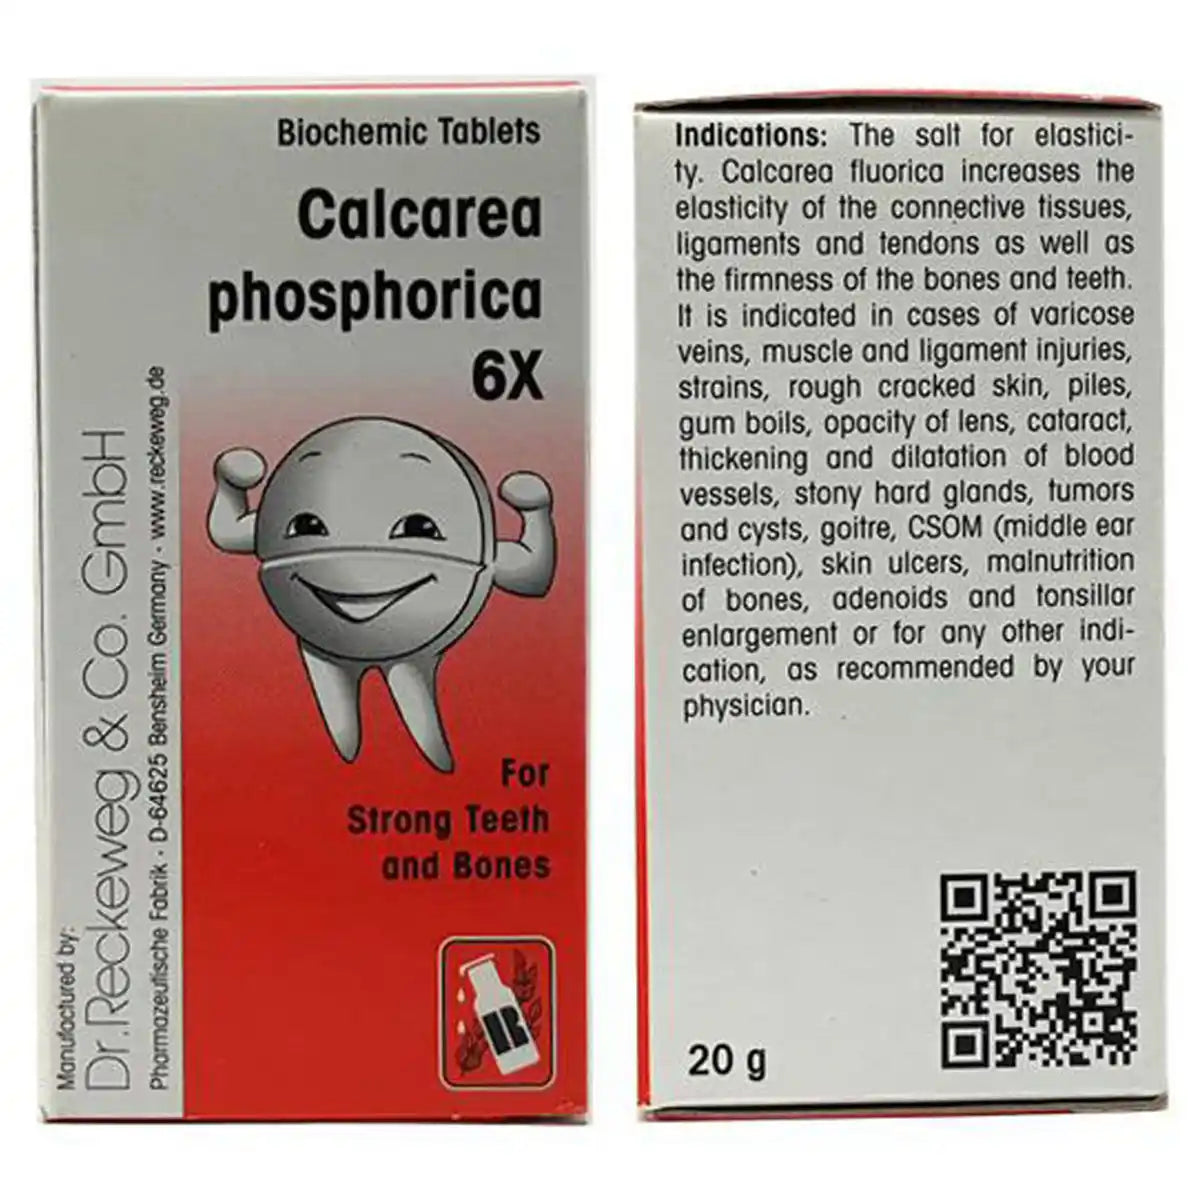 Biochemic Tablets
Calcarea
phosphorica
6X
For
Strong Teeth
and Bones
Manufactured by:
Dr.Reckeweg & Co. GmbH
Pharmazeutische Fabrik · D-64625 Bensheim Germany · www.reckeweg.de
R
Indications: The salt for elastici-
ty. Calcarea fluorica increases the
elasticity of the connective tissues,
ligaments and tendons as well as
the firmness of the bones and teeth.
It is indicated in cases of varicose
veins, muscle and ligament injuries,
strains, rough cracked skin, piles,
gum boils, opacity of lens, cataract,
thickening and dilatation of blood
vessels, stony hard glands, tumors
and cysts, goitre, CSOM (middle ear
infection), skin ulcers, malnutrition
of bones, adenoids and tonsillar
enlargement or for any other indi-
cation, as recommended by your
physician.
20 g